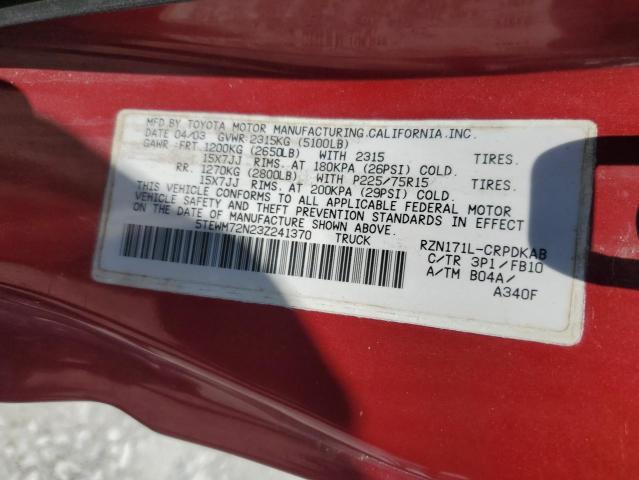 MFD BY TOYOTA MOTOR MANUFACTURING.CALIFORNIA.INC.
DATE 04/03 GVWR:2315KG (5100LB)
GAWR :FRT.1200KG (2650LB) WITH 2315 TIRES.
15X7JJ RIMS. AT 180KPA (26PSI) COLD.
RR. 1270KG (2800LB) WITH P225/75R15 TIRES.
15X7JJ RIMS. AT 200KPA (29PSI) COLD.
THIS VEHICLE CONFORMS TO ALL APPLICABLE FEDERAL MOTOR
VEHICLE SAFETY AND THEFT PREVENTION STANDARDS IN EFFECT
ON THE DATE OF MANUFACTURE SHOWN ABOVE.
5TEWM72N23Z241370 TRUCK RZN171L-CRPDKAB
C/TR 3P1/FB10
A/TM B04A/
A340F